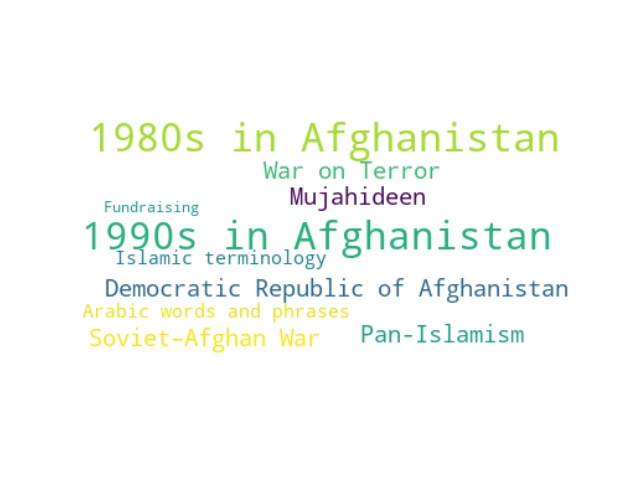 1980s in Afghanistan
War on Terror
Mujahideen
Fundraising
1990s in Afghanistan
Islamic terminology
Democratic Republic of Afghanistan
Arabic words and phrases
Soviet–Afghan War
Pan-Islamism